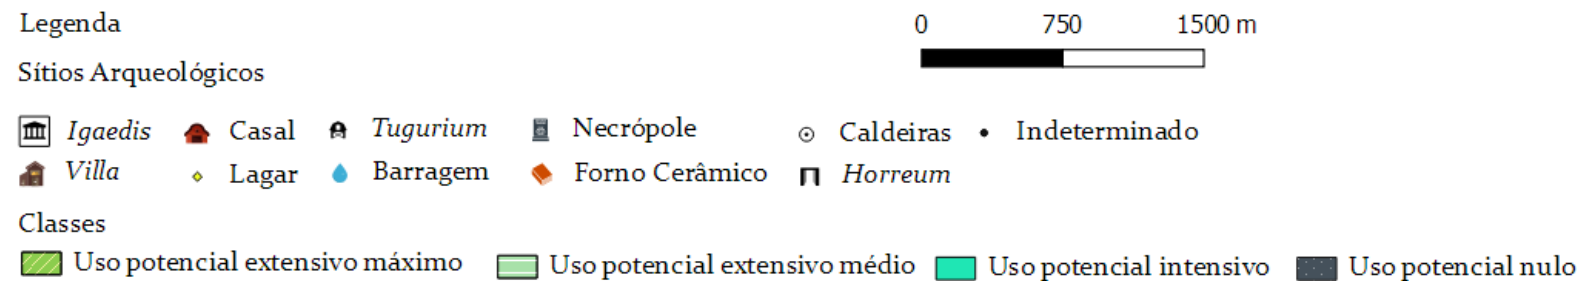 Legenda
0 750 1500 m
Sítios Arqueológicos
Igaedis Casal Tugurium Necrópole Caldeiras Indeterminado
Villa Lagar Barragem Forno Cerâmico Horreum
Classes
Uso potencial extensivo máximo Uso potencial extensivo médio Uso potencial intensivo Uso potencial nulo